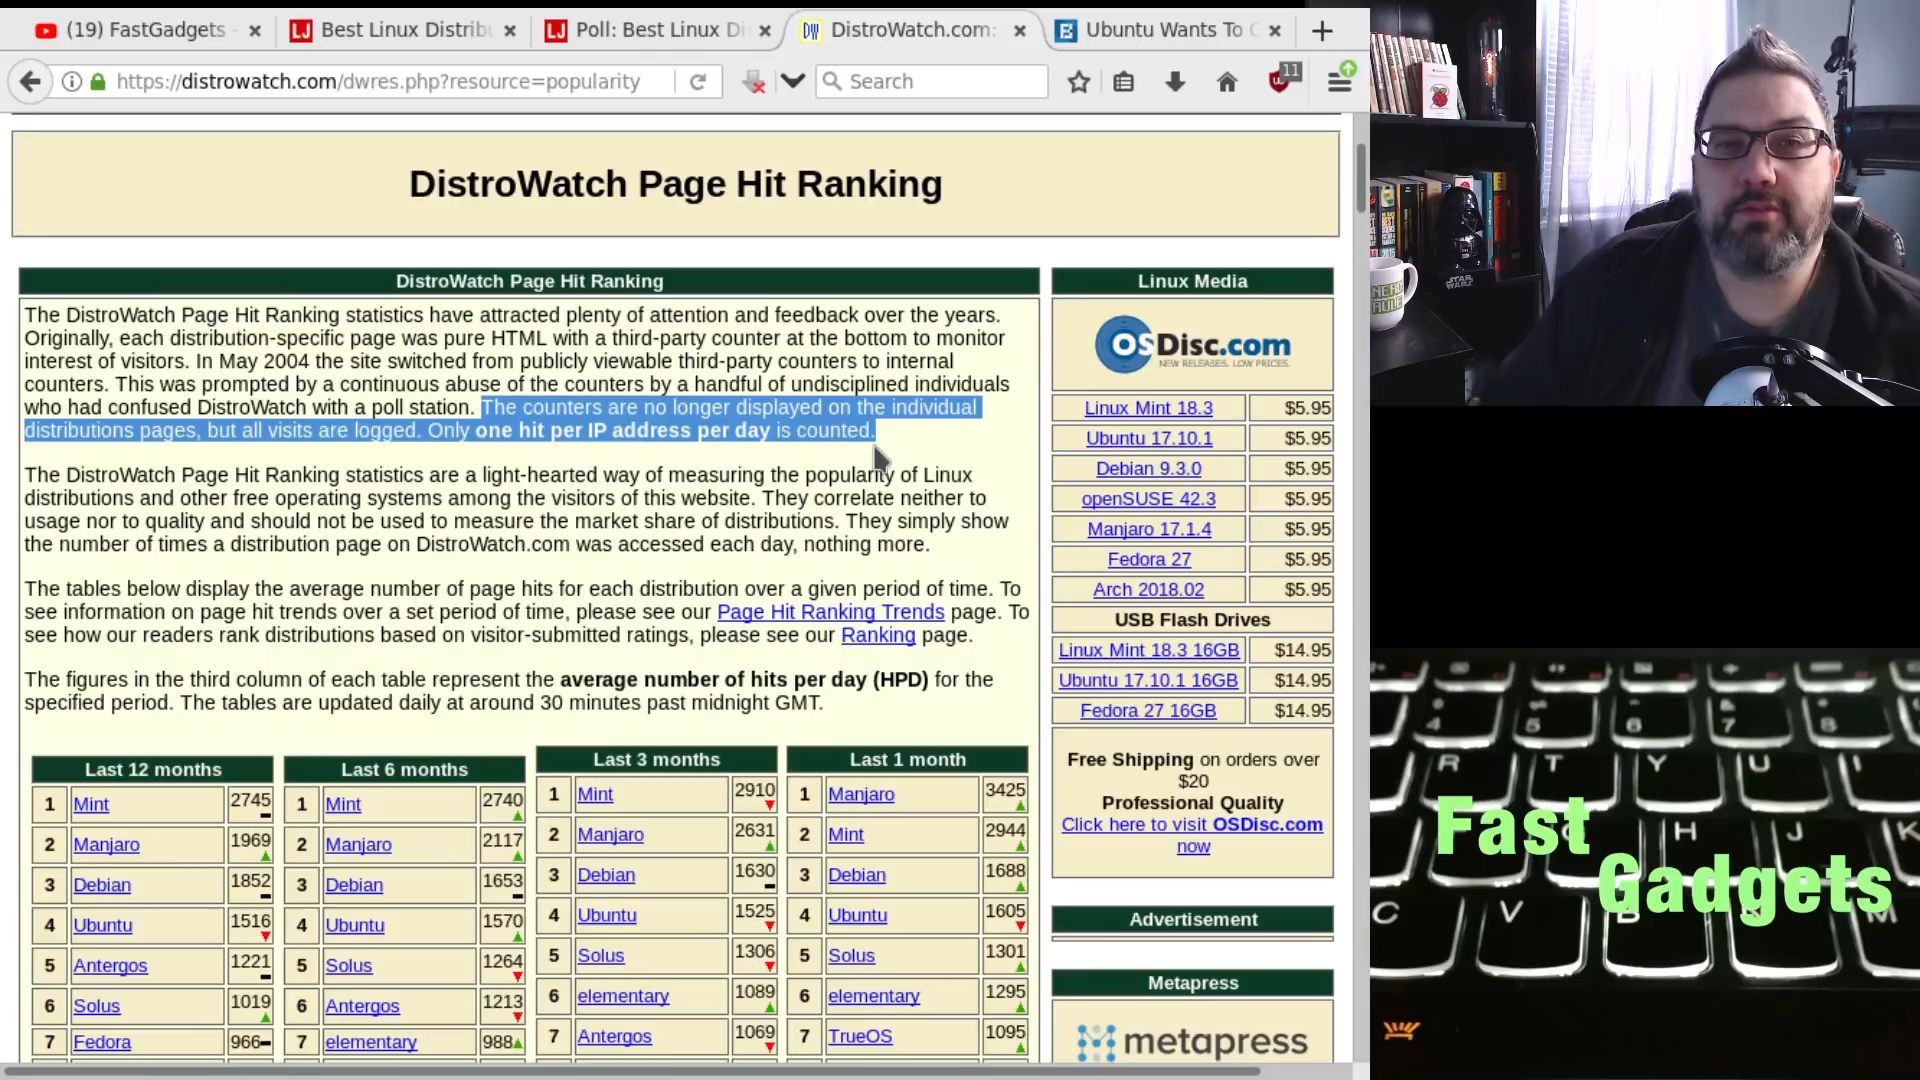 (19) FastGadgets -
Best Linux Distribu
Poll: Best Linux Di
DistroWatch.com:
Ubuntu Wants To C
https://distrowatch.com/dwres.php?resource=popularity
Search
11
DistroWatch Page Hit Ranking
DistroWatch Page Hit Ranking
The DistroWatch Page Hit Ranking statistics have attracted plenty of attention and feedback over the years.
Originally, each distribution-specific page was pure HTML with a third-party counter at the bottom to monitor
interest of visitors. In May 2004 the site switched from publicly viewable third-party counters to internal
counters. This was prompted by a continuous abuse of the counters by a handful of undisciplined individuals
who had confused DistroWatch with a poll station. The counters are no longer displayed on the individual
distributions pages, but all visits are logged. Only one hit per IP address per day is counted.
The DistroWatch Page Hit Ranking statistics are a light-hearted way of measuring the popularity of Linux
distributions and other free operating systems among the visitors of this website. They correlate neither to
usage nor to quality and should not be used to measure the market share of distributions. They simply show
the number of times a distribution page on DistroWatch.com was accessed each day, nothing more.
The tables below display the average number of page hits for each distribution over a given period of time. To
see information on page hit trends over a set period of time, please see our Page Hit Ranking Trends page. To
see how our readers rank distributions based on visitor-submitted ratings, please see our Ranking page.
The figures in the third column of each table represent the average number of hits per day (HPD) for the
specified period. The tables are updated daily at around 30 minutes past midnight GMT.
Last 12 months
1 Mint 2745
2 Manjaro 1969
3 Debian 1852
4 Ubuntu 1516
5 Antergos 1221
6 Solus 1019
7 Fedora 966
Last 6 months
1 Mint 2740
2 Manjaro 2117
3 Debian 1653
4 Ubuntu 1570
5 Solus 1264
6 Antergos 1213
7 elementary 988
Last 3 months
1 Mint 2910
2 Manjaro 2631
3 Debian 1630
4 Ubuntu 1525
5 Solus 1306
6 elementary 1089
7 Antergos 1069
Last 1 month
1 Manjaro 3425
2 Mint 2944
3 Debian 1688
4 Ubuntu 1605
5 Solus 1301
6 elementary 1295
7 TrueOS 1095
Linux Media
OSDisc.com
NEW RELEASES. LOW PRICES.
Linux Mint 18.3 $5.95
Ubuntu 17.10.1 $5.95
Debian 9.3.0 $5.95
openSUSE 42.3 $5.95
Manjaro 17.1.4 $5.95
Fedora 27 $5.95
Arch 2018.02 $5.95
USB Flash Drives
Linux Mint 18.3 16GB $14.95
Ubuntu 17.10.1 16GB $14.95
Fedora 27 16GB $14.95
Free Shipping on orders over
$20
Professional Quality
Click here to visit OSDisc.com
now
Advertisement
Metapress
metapress
STAR
WARS
NERD
RUDE
4 5 6 7 8
R T Y U I
H J K
C V B M
Fast
Gadgets